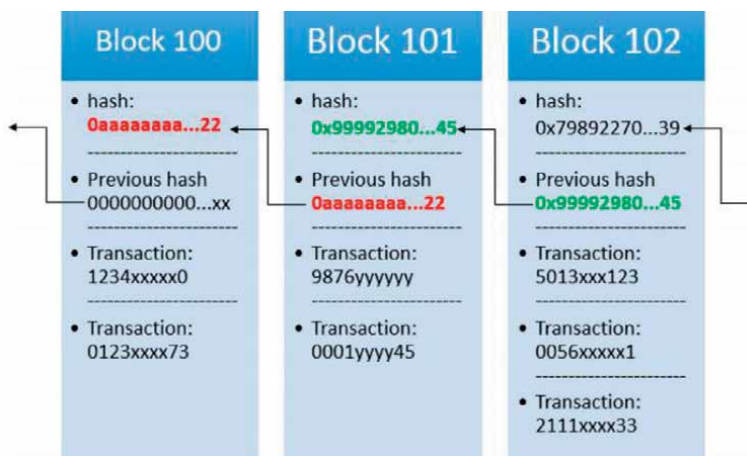 Block 100
• hash:
0aaaaaaaa...22
• Previous hash
0000000000...xx
• Transaction:
1234xxxxx0
• Transaction:
0123xxxx73
Block 101
• hash:
0x99992980...45
• Previous hash
0aaaaaaaa...22
• Transaction:
9876yyyyyy
• Transaction:
0001yyyy45
Block 102
• hash:
0x79892270...39
• Previous hash
0x99992980...45
• Transaction:
5013xxx123
• Transaction:
0056xxxxx1
• Transaction:
2111xxxx33